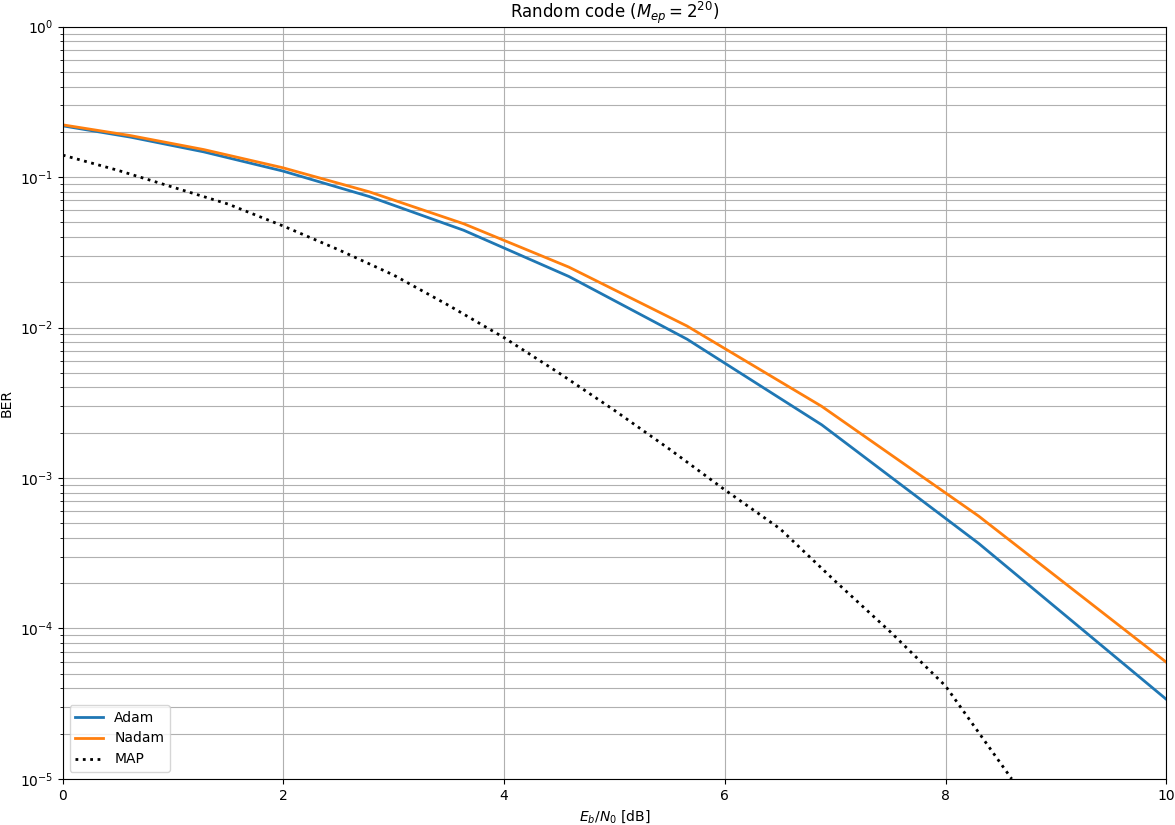 Random code (M_{ep} = 2^{20})
10^0
10^{-1}
10^{-2}
10^{-3}
10^{-4}
10^{-5}
BER
0 2 4 6 8 10
E_b/N_0 [dB]
Adam
Nadam
MAP